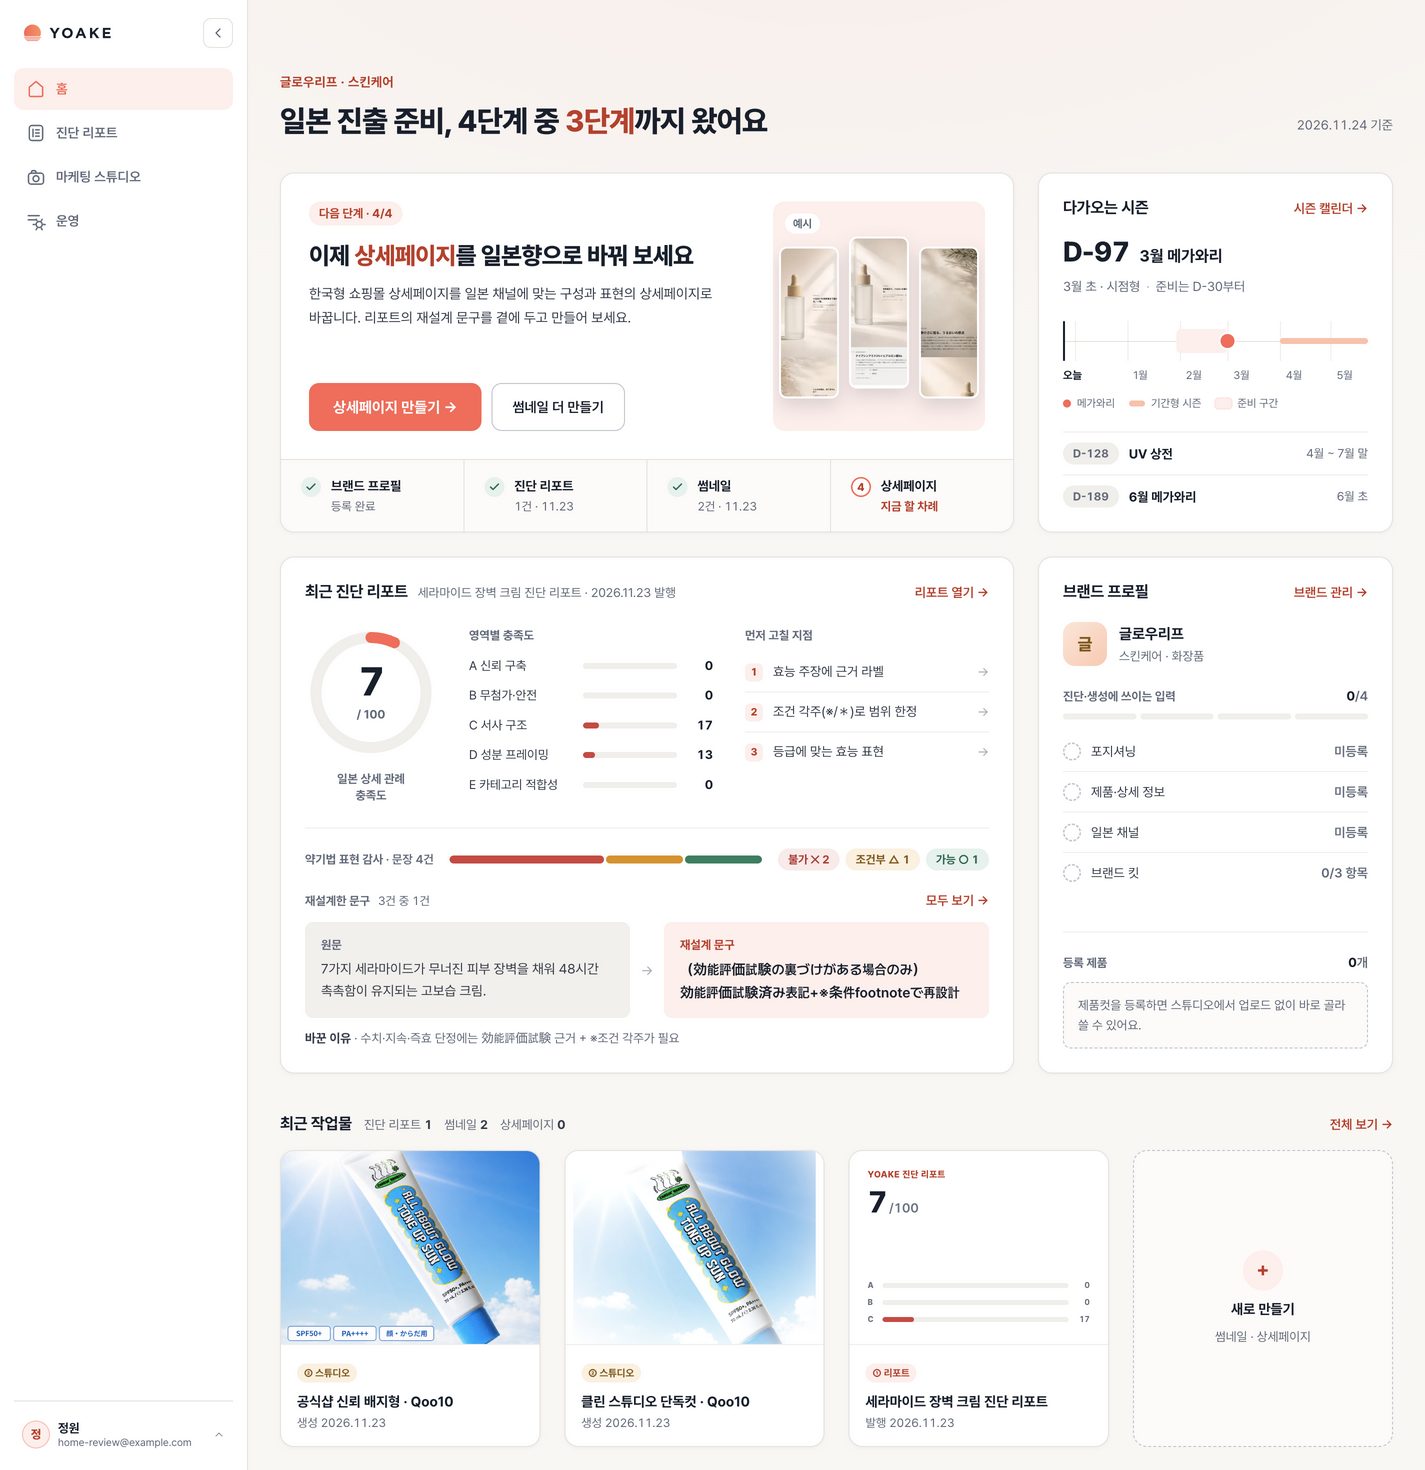 YOAKE
홈
진단 리포트
마케팅 스튜디오
운영
글로우리프 · 스킨케어
일본 진출 준비, 4단계 중 3단계까지 왔어요
2026.11.24 기준
다음 단계 · 4/4
이제 상세페이지를 일본향으로 바꿔 보세요
한국형 쇼핑몰 상세페이지를 일본 채널에 맞는 구성과 표현의 상세페이지로
바꿉니다. 리포트의 재설계 문구를 곁에 두고 만들어 보세요.
상세페이지 만들기 →
썸네일 더 만들기
예시
브랜드 프로필
등록 완료
진단 리포트
1건 · 11.23
썸네일
2건 · 11.23
4
상세페이지
지금 할 차례
다가오는 시즌
시즌 캘린더 →
D-97 3월 메가와리
3월 초 · 시점형 · 준비는 D-30부터
오늘 1월 2월 3월 4월 5월
메가와리 기간형 시즌 준비 구간
D-128 UV 상전 4월 ~ 7월 말
D-189 6월 메가와리 6월 초
최근 진단 리포트 세라마이드 장벽 크림 진단 리포트 · 2026.11.23 발행
리포트 열기 →
7
/ 100
일본 상세 관례
충족도
영역별 충족도
A 신뢰 구축 0
B 무첨가·안전 0
C 서사 구조 17
D 성분 프레이밍 13
E 카테고리 적합성 0
먼저 고칠 지점
1 효능 주장에 근거 라벨 →
2 조건 각주(※/＊)로 범위 한정 →
3 등급에 맞는 효능 표현 →
약기법 표현 감사 · 문장 4건
불가 ✕ 2 조건부 △ 1 가능 ○ 1
재설계한 문구 3건 중 1건
모두 보기 →
원문
7가지 세라마이드가 무너진 피부 장벽을 채워 48시간
촉촉함이 유지되는 고보습 크림.
→
재설계 문구
（効能評価試験の裏づけがある場合のみ）
効能評価試験済み表記+※条件footnoteで再設計
바꾼 이유 · 수치·지속·즉효 단정에는 効能評価試験 근거 + ※조건 각주가 필요
브랜드 프로필
브랜드 관리 →
글
글로우리프
스킨케어 · 화장품
진단·생성에 쓰이는 입력 0/4
포지셔닝 미등록
제품·상세 정보 미등록
일본 채널 미등록
브랜드 킷 0/3 항목
등록 제품 0개
제품컷을 등록하면 스튜디오에서 업로드 없이 바로 골라
쓸 수 있어요.
최근 작업물 진단 리포트 1 썸네일 2 상세페이지 0
전체 보기 →
ALL ABOUT GLOW
TONE UP SUN
SPF50+ PA++++ 顔・からだ用
스튜디오
공식샵 신뢰 배지형 · Qoo10
생성 2026.11.23
ALL ABOUT GLOW
TONE UP SUN
스튜디오
클린 스튜디오 단독컷 · Qoo10
생성 2026.11.23
YOAKE 진단 리포트
7 /100
A 0
B 0
C 17
리포트
세라마이드 장벽 크림 진단 리포트
발행 2026.11.23
+
새로 만들기
썸네일 · 상세페이지
정
정원
home-review@example.com